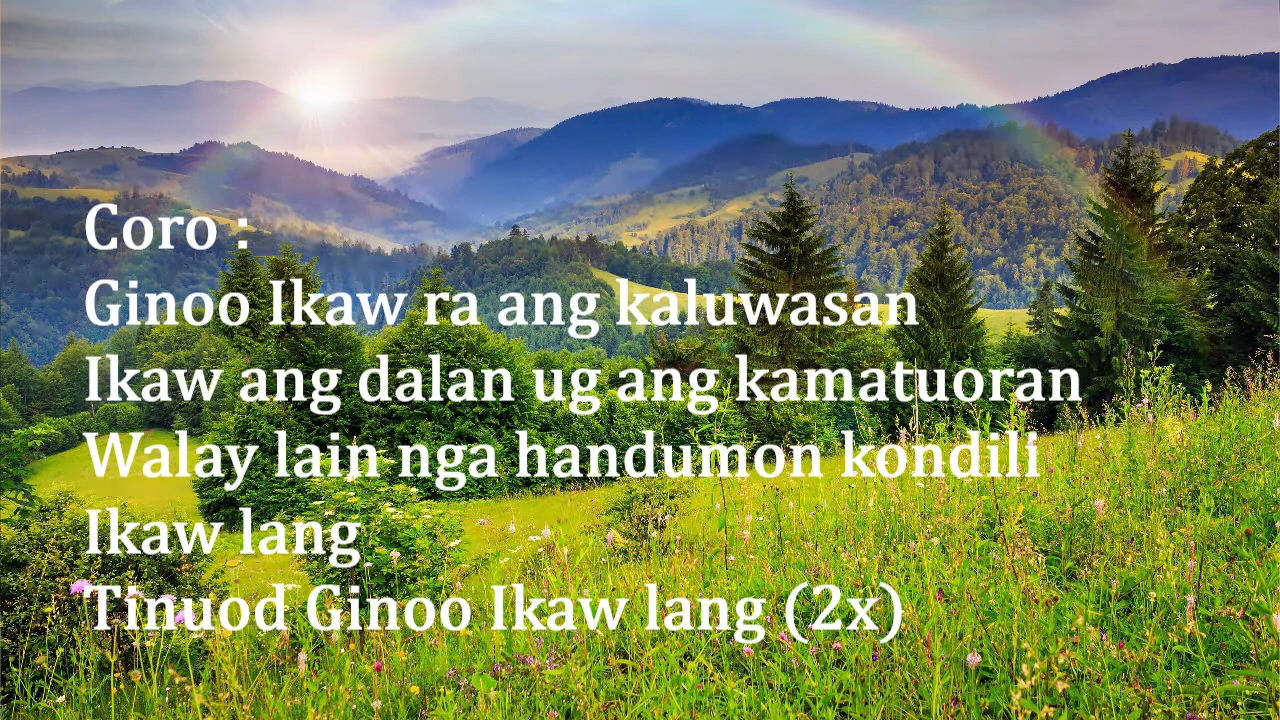 Coro :
Ginoo Ikaw ra ang kaluwasan
Ikaw ang dalan ug ang kamatuoran
Walay lain nga handumon kondili
Ikaw lang
Tinuod Ginoo Ikaw lang (2x)